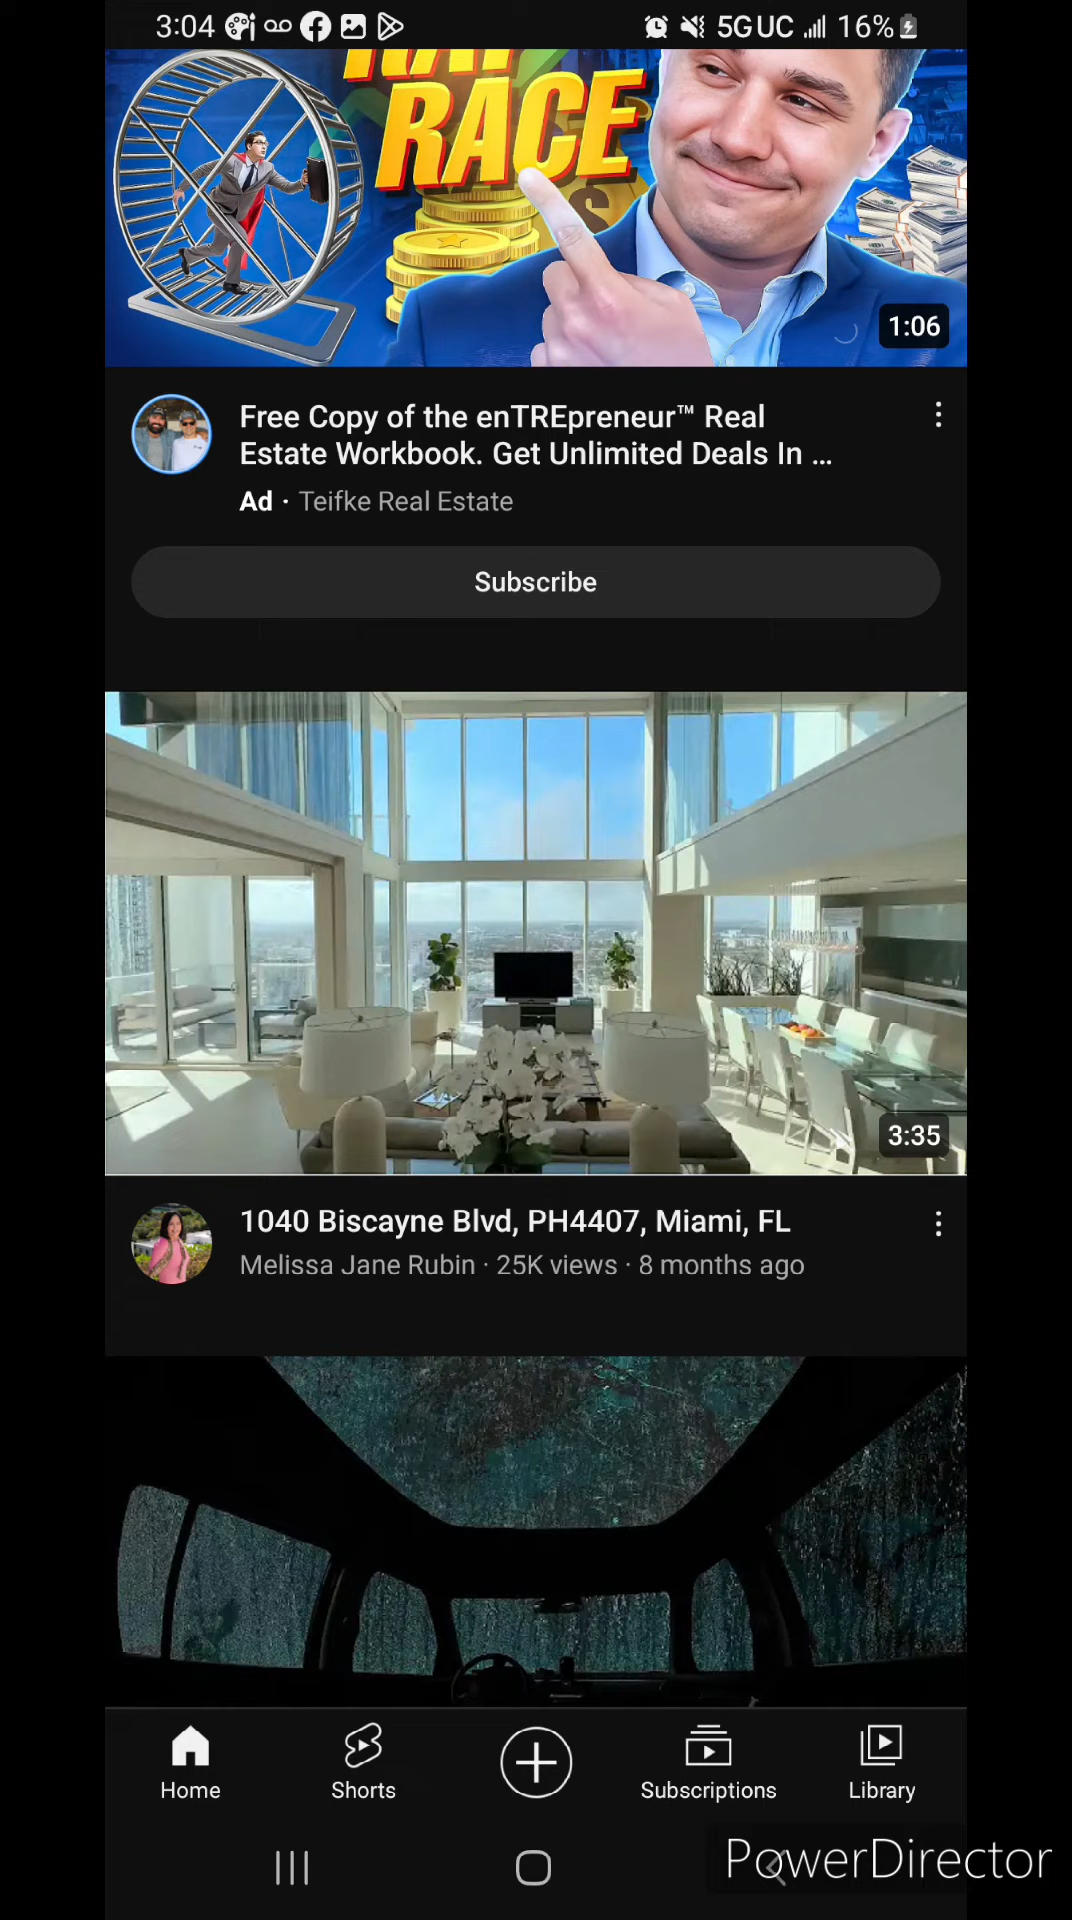 3:04
5G UC
16%
RAT
RACE
1:06
Free Copy of the enTREpreneur™ Real
Estate Workbook. Get Unlimited Deals In ...
Ad · Teifke Real Estate
Subscribe
3:35
1040 Biscayne Blvd, PH4407, Miami, FL
Melissa Jane Rubin · 25K views · 8 months ago
Home
Shorts
Subscriptions
Library
PowerDirector